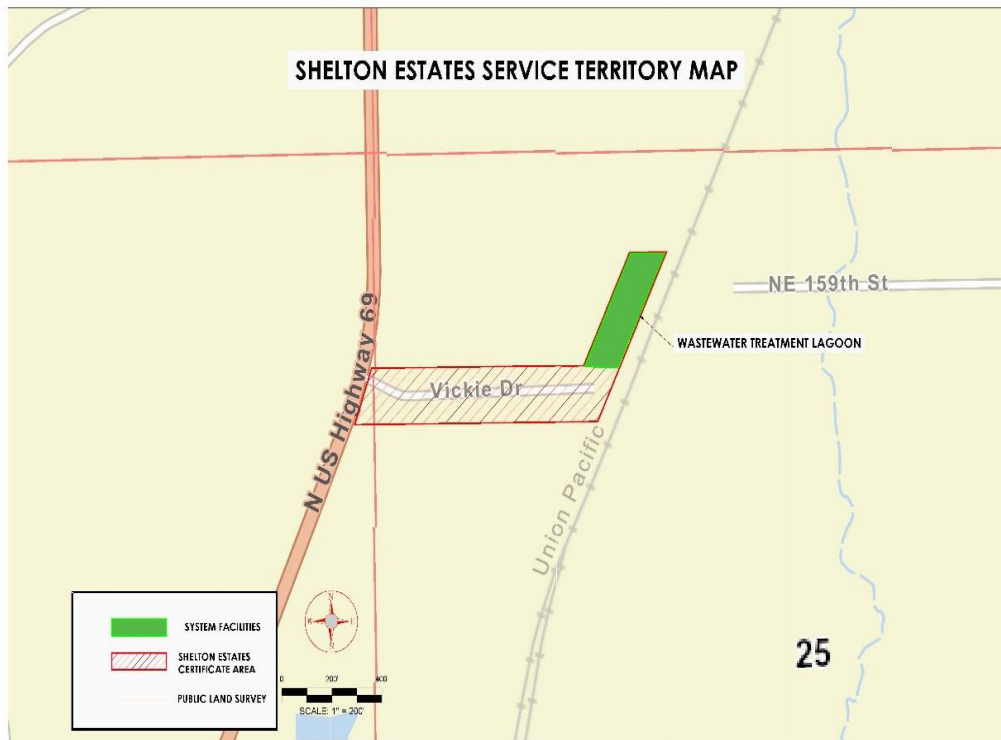 SHELTON ESTATES SERVICE TERRITORY MAP
NE 159th St
N US Highway 69
WASTEWATER TREATMENT LAGOON
Vickie Dr
Union Pacific
25
SYSTEM FACILITIES
SHELTON ESTATES
CERTIFICATE AREA
PUBLIC LAND SURVEY
N
W E
S
0 200' 400
SCALE: 1" = 200'